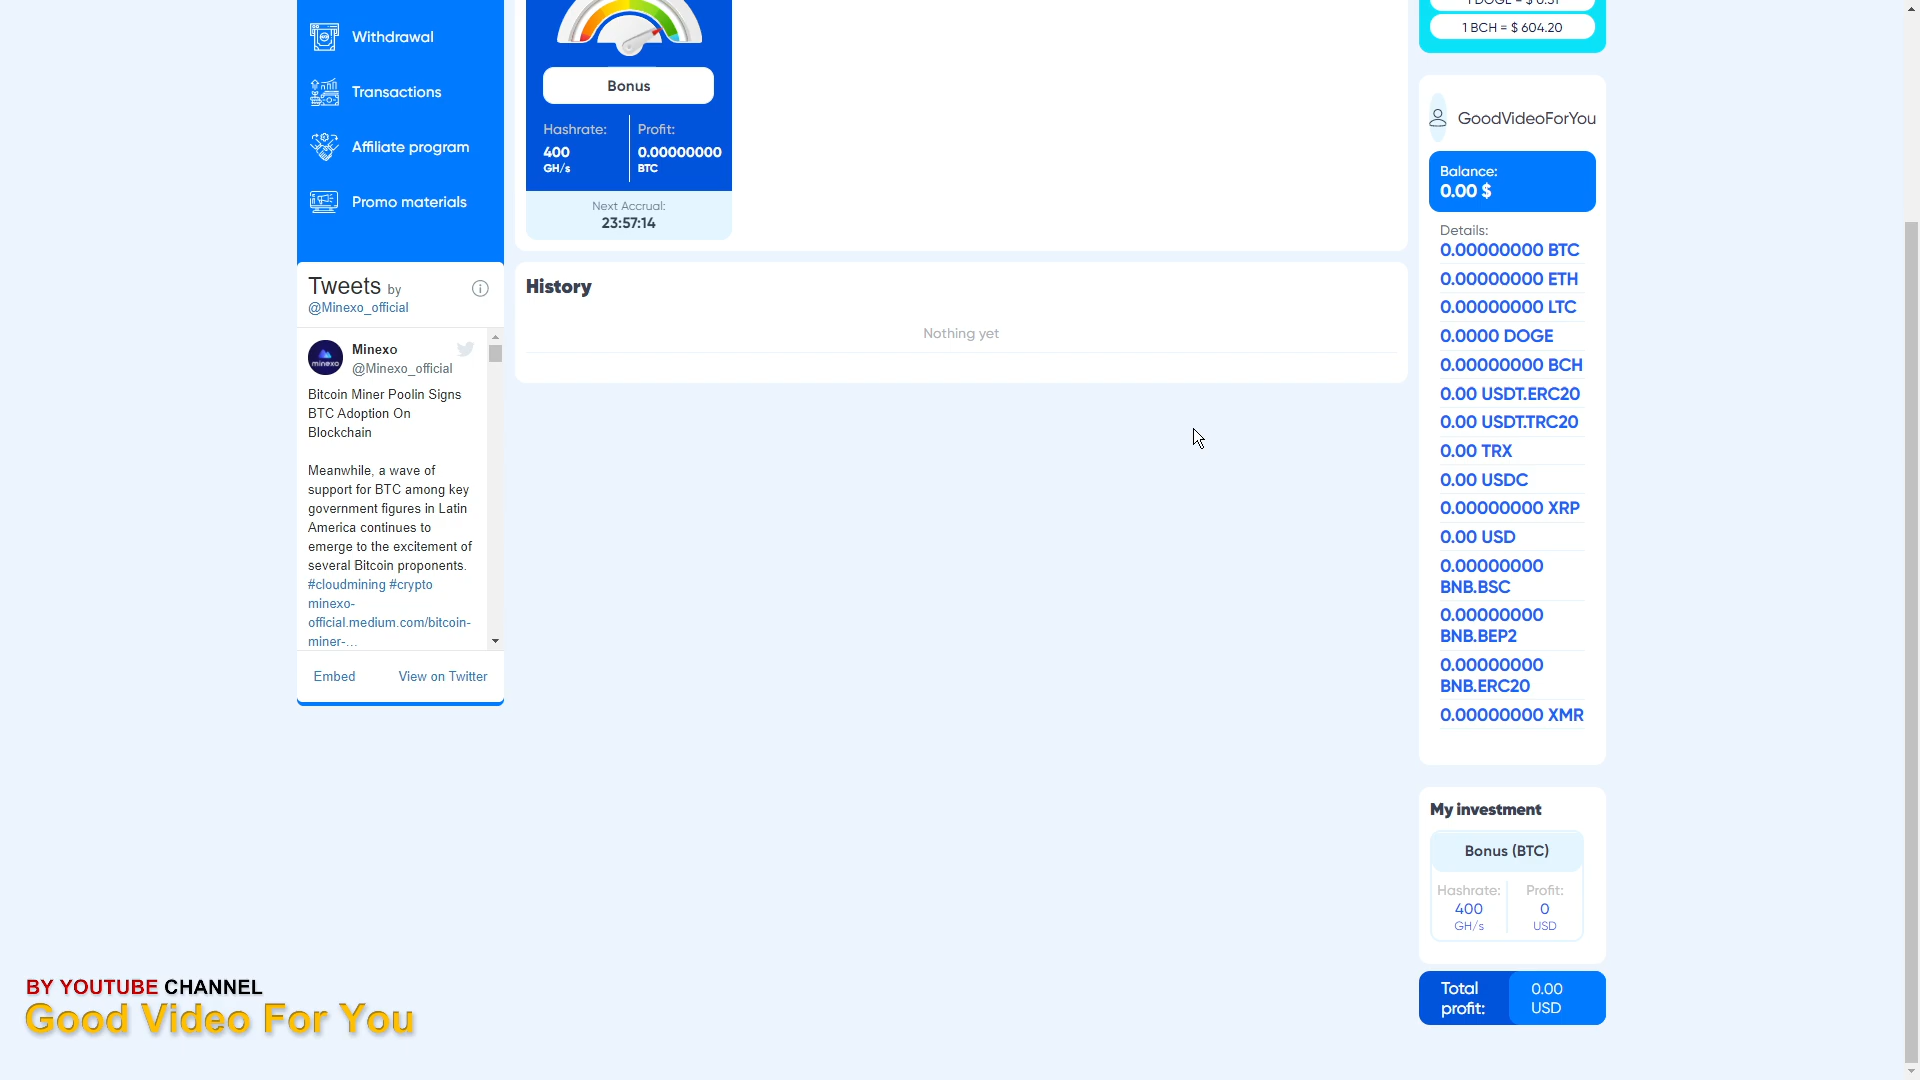 Withdrawal
Transactions
Affiliate program
Promo materials
Tweets by
@Minexo_official
minexo
Minexo
@Minexo_official
Bitcoin Miner Poolin Signs
BTC Adoption On
Blockchain
Meanwhile, a wave of
support for BTC among key
government figures in Latin
America continues to
emerge to the excitement of
several Bitcoin proponents.
#cloudmining #crypto
minexo-
official.medium.com/bitcoin-
miner-…
Embed
View on Twitter
Bonus
Hashrate:
400
GH/s
Profit:
0.00000000
BTC
Next Accrual:
23:57:14
History
Nothing yet
1 DOGE = $ 0.31
1 BCH = $ 604.20
GoodVideoForYou
Balance:
0.00 $
Details:
0.00000000 BTC
0.00000000 ETH
0.00000000 LTC
0.0000 DOGE
0.00000000 BCH
0.00 USDT.ERC20
0.00 USDT.TRC20
0.00 TRX
0.00 USDC
0.00000000 XRP
0.00 USD
0.00000000
BNB.BSC
0.00000000
BNB.BEP2
0.00000000
BNB.ERC20
0.00000000 XMR
My investment
Bonus (BTC)
Hashrate:
400
GH/s
Profit:
0
USD
Total
profit:
0.00
USD
BY YOUTUBE CHANNEL
Good Video For You